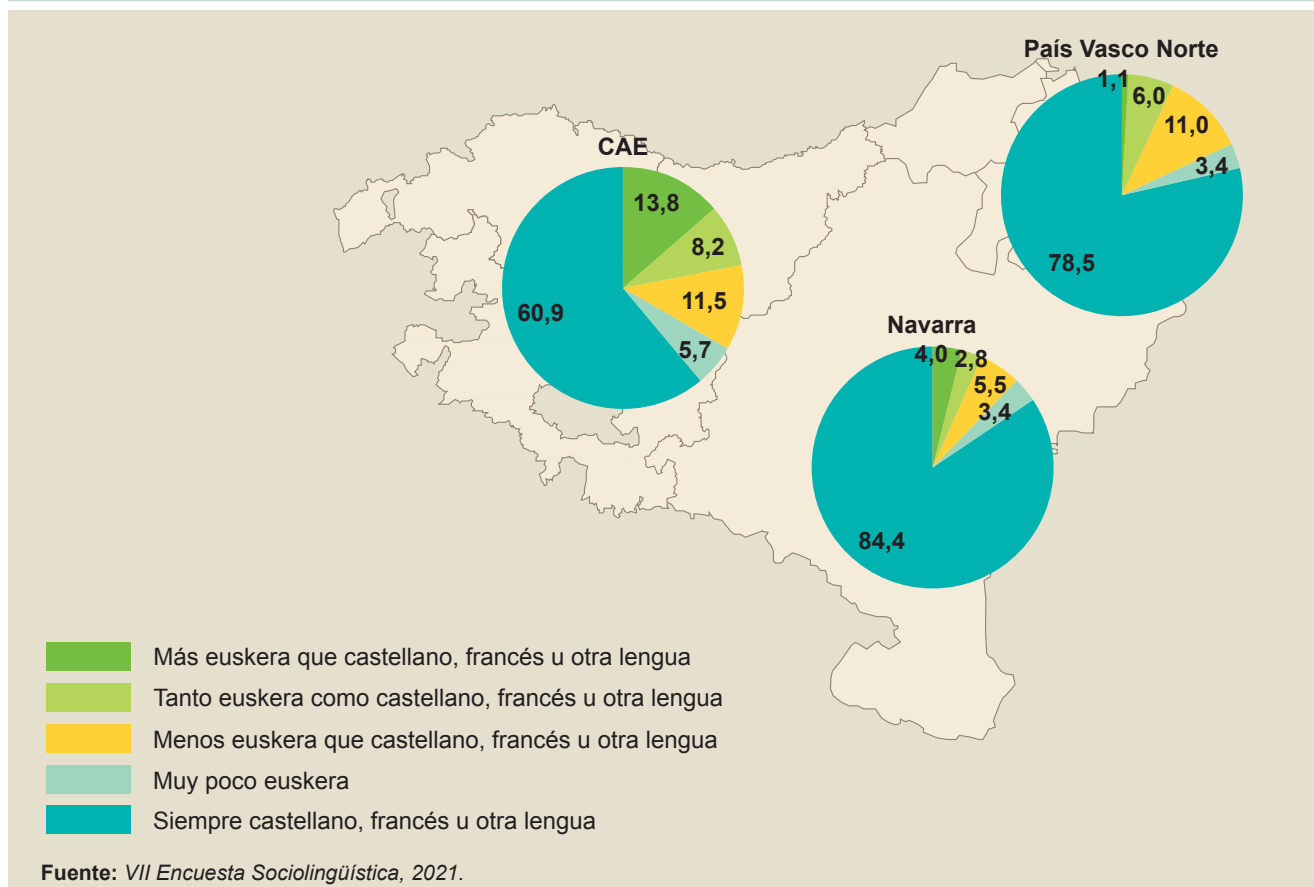 País Vasco Norte
1,1
6,0
11,0
3,4
78,5
CAE
13,8
8,2
11,5
5,7
60,9
Navarra
4,0
2,8
5,5
3,4
84,4
Más euskera que castellano, francés u otra lengua
Tanto euskera como castellano, francés u otra lengua
Menos euskera que castellano, francés u otra lengua
Muy poco euskera
Siempre castellano, francés u otra lengua
Fuente: VII Encuesta Sociolingüística, 2021.